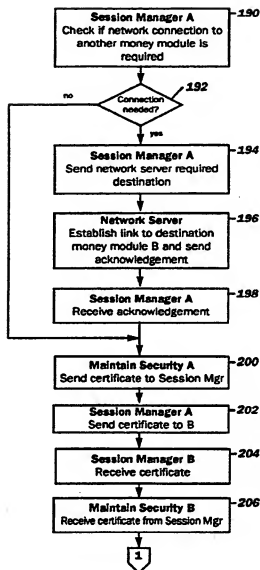 Session Manager A
190
Check if network connection to
another money module is
required
no
Connection
needed?
192
yes
Session Manager A
194
Send network server required
destination
Network Server
196
Establish link to destination
money module B and send
acknowledgement
Session Manager A
198
Receive acknowledgement
Maintain Security A
200
Send certificate to Session Mgr
Session Manager A
202
Send certificate to B
Session Manager B
204
Receive certificate
Maintain Security B
206
Receive certificate from Session Mgr
1